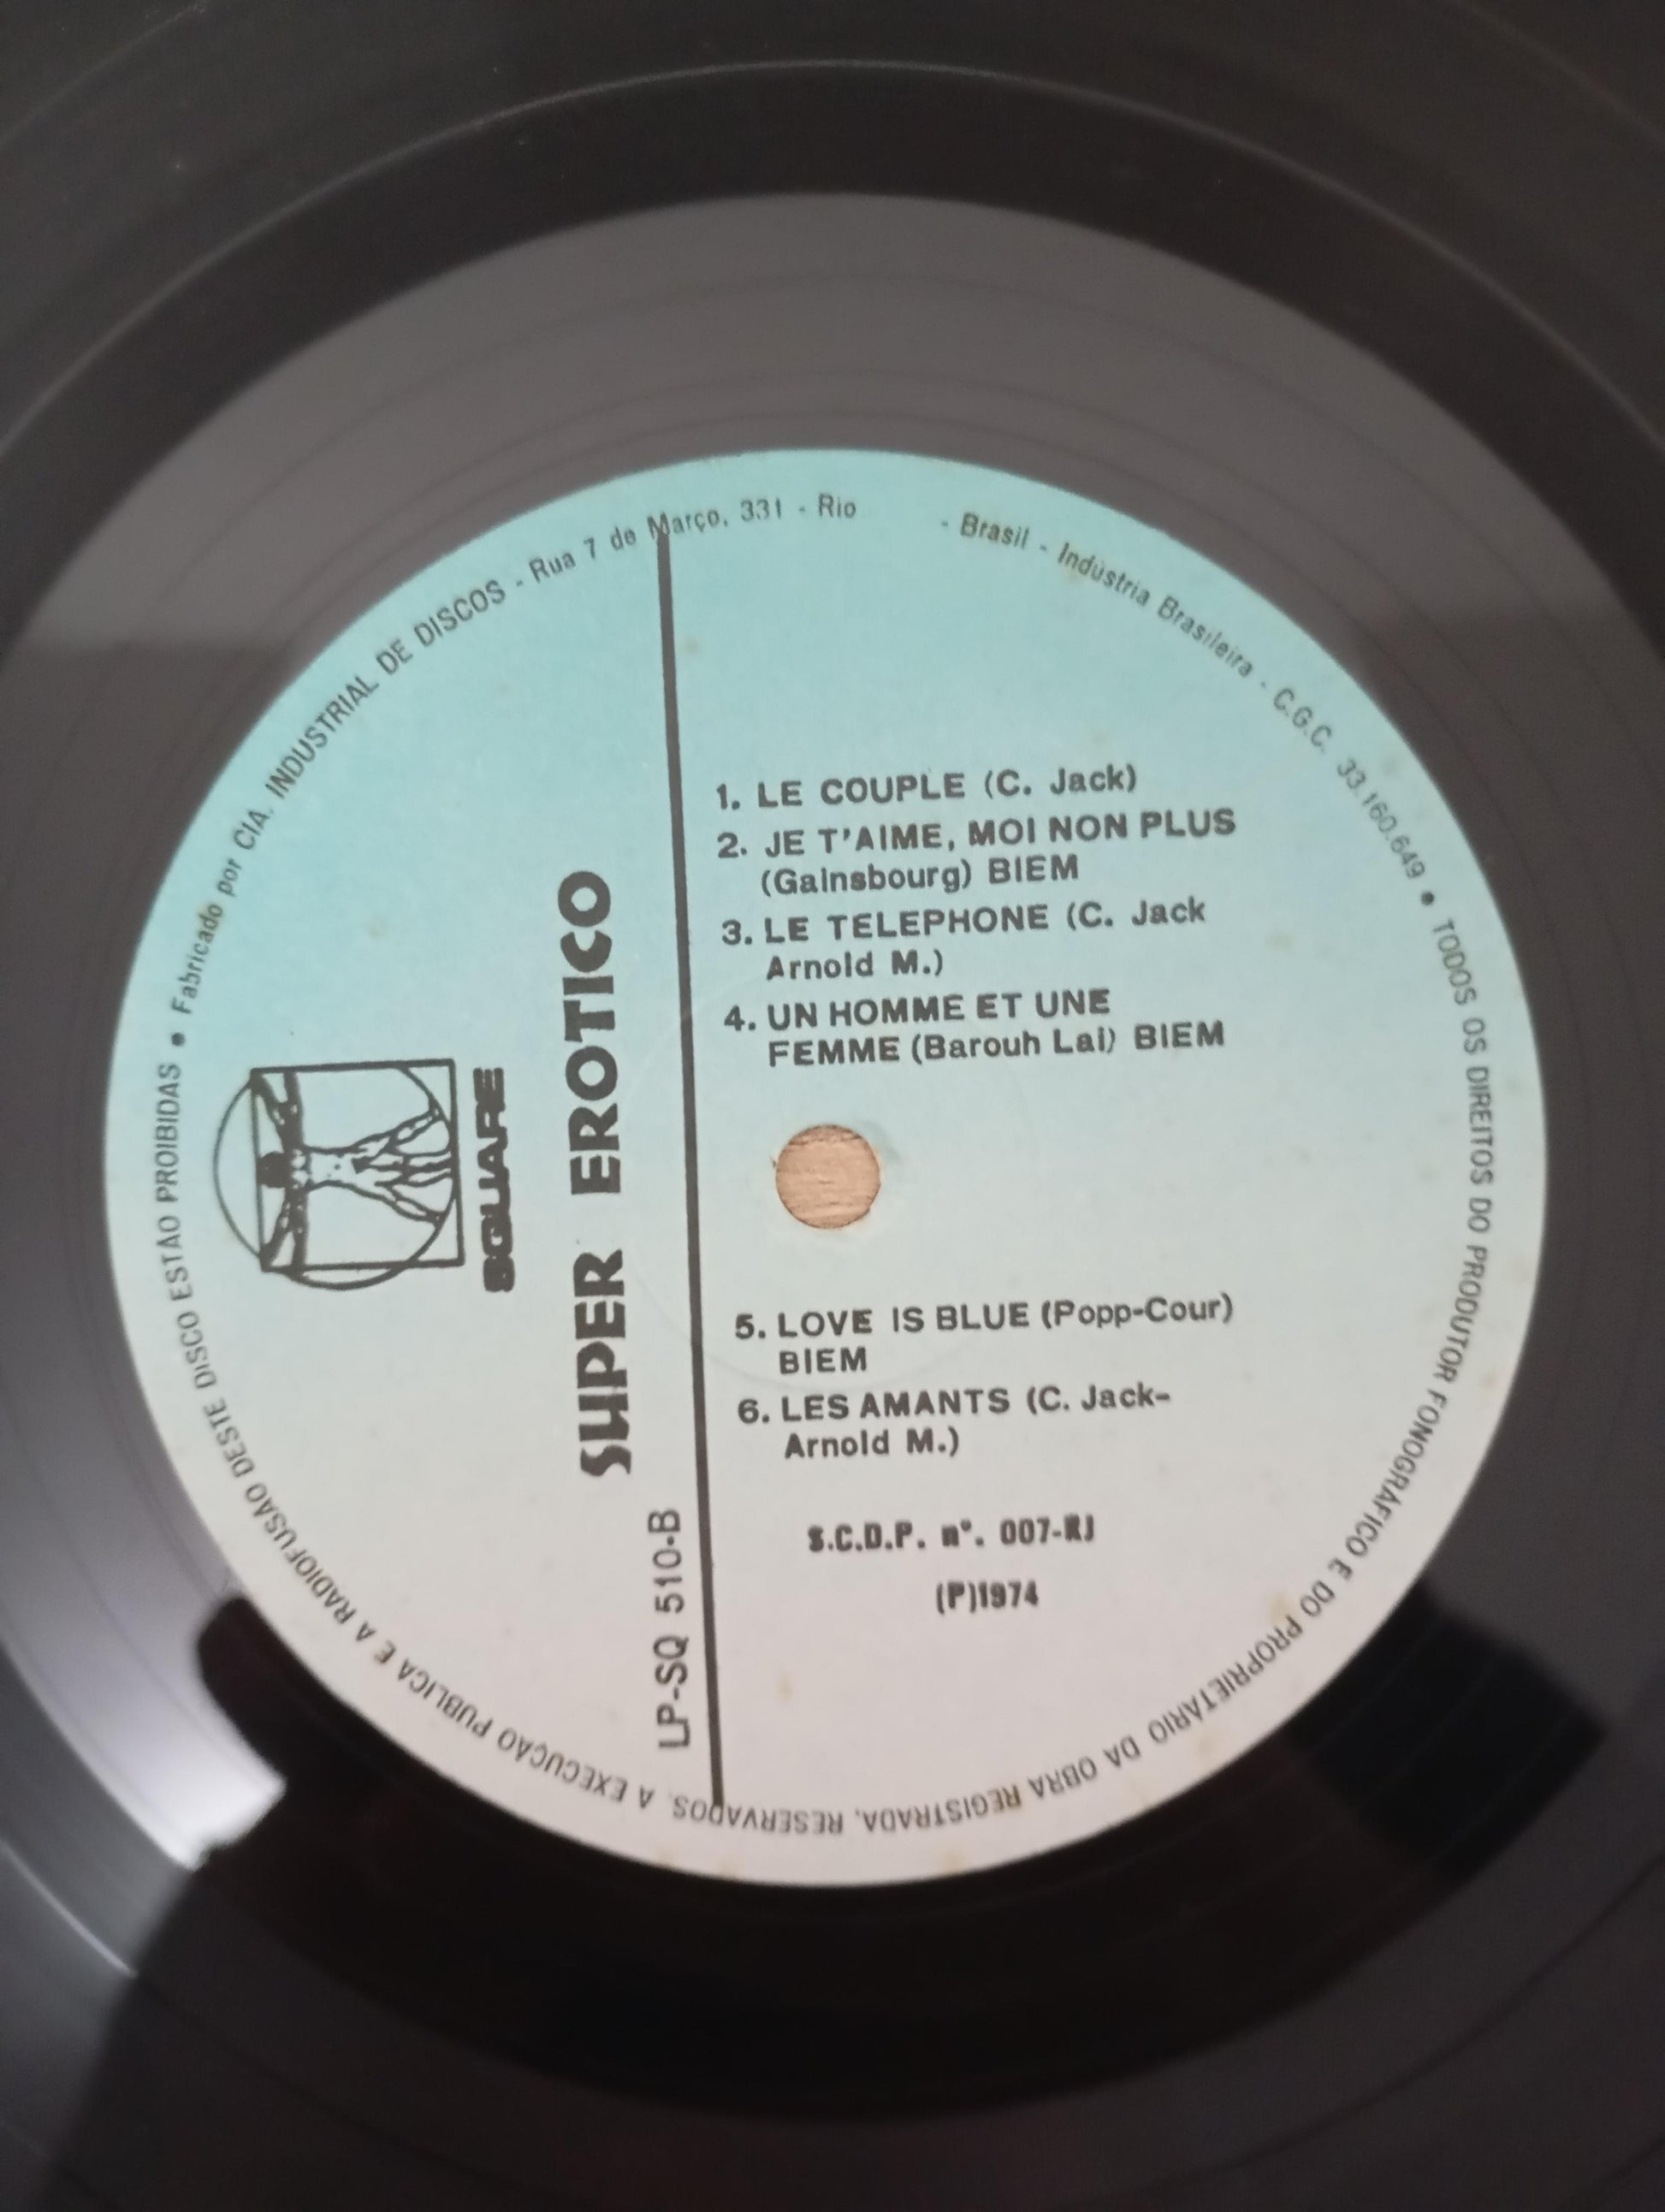 SQUARE
SUPER EROTICO
LP-SQ 510-B
1. LE COUPLE (C. Jack)
2. JE T'AIME, MOI NON PLUS
(Gainsbourg) BIEM
3. LE TELEPHONE (C. Jack
Arnold M.)
4. UN HOMME ET UNE
FEMME (Barouh Lai) BIEM
5. LOVE IS BLUE (Popp-Cour)
BIEM
6. LES AMANTS (C. Jack-
Arnold M.)
S.C.D.P. nº. 007-RJ
(P)1974
• Fabricado por CIA. INDUSTRIAL DE DISCOS - Rua 7 de Março, 331 - Rio - Brasil - Indústria Brasileira - C.G.C. 33.160.649 • TODOS OS DIREITOS DO PRODUTOR FONOGRÁFICO E DO PROPRIETÁRIO DA OBRA REGISTRADA, RESERVADOS. A EXECUÇÃO PUBLICA E A RADIOFUSÃO DESTE DISCO ESTÃO PROIBIDAS